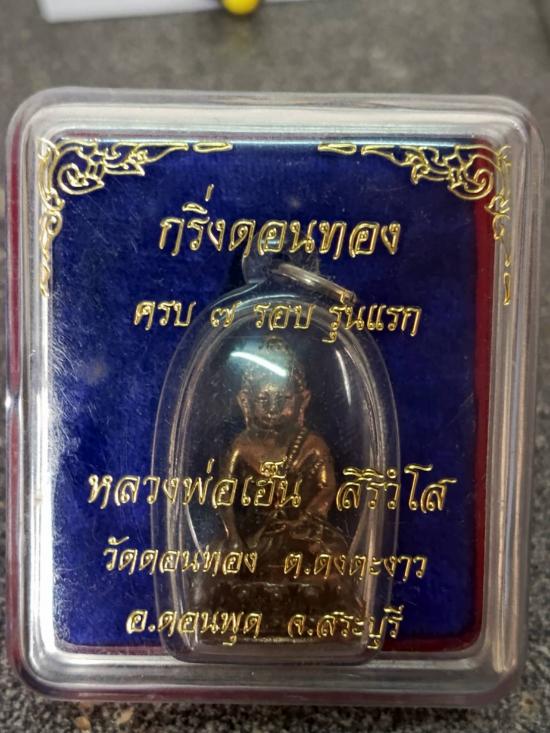 กริ่งดอนทอง
ครบ ๗ รอบ รุ่นแรก
หลวงพ่อเฮ็น สิริวํโส
วัดดอนทอง ต.ดงตะงาว
อ.ดอนพุด จ.สระบุรี